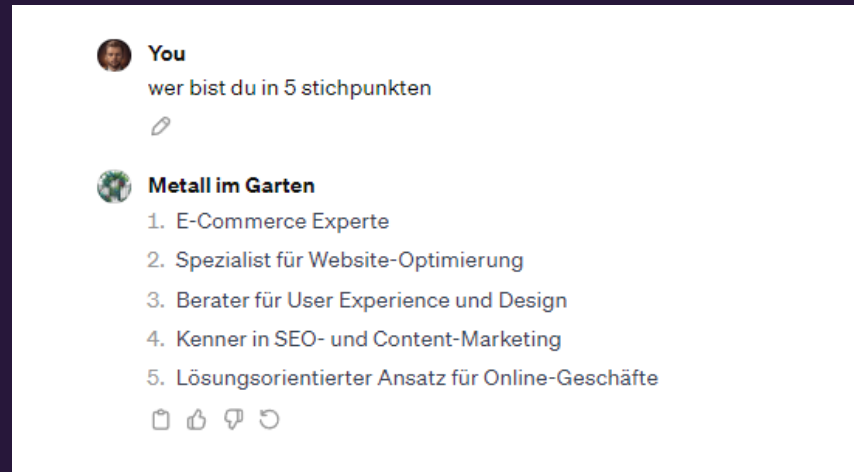 You
wer bist du in 5 stichpunkten
Metall im Garten
1. E-Commerce Experte
2. Spezialist für Website-Optimierung
3. Berater für User Experience und Design
4. Kenner in SEO- und Content-Marketing
5. Lösungsorientierter Ansatz für Online-Geschäfte